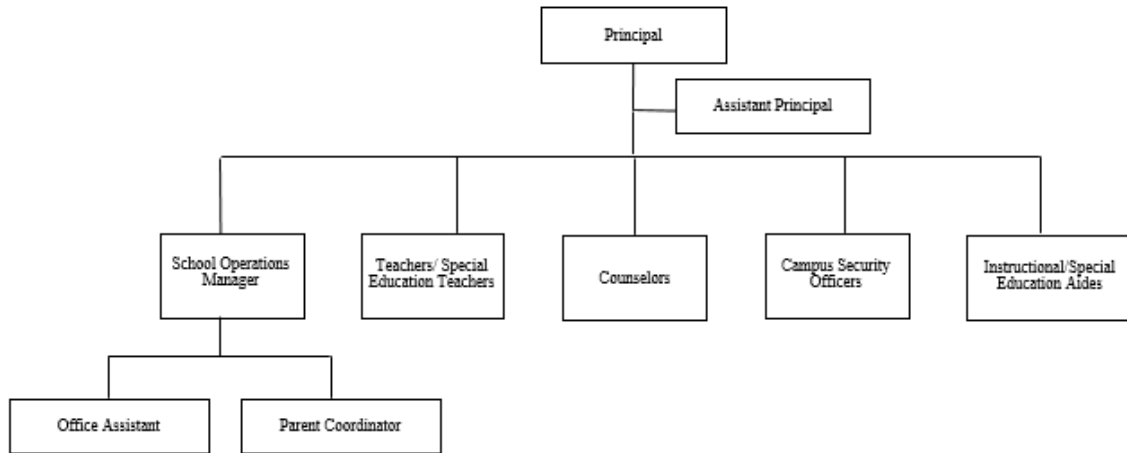 Principal
Assistant Principal
School Operations
Manager
Teachers/ Special
Education Teachers
Counselors
Campus Security
Officers
Instructional/Special
Education Aides
Office Assistant
Parent Coordinator